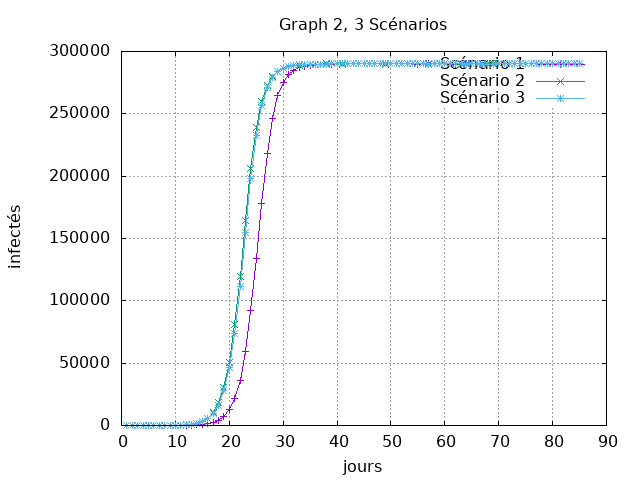 Graph 2, 3 Scénarios
300000
250000
200000
150000
100000
50000
0
infectés
Scénario 1
Scénario 2
Scénario 3
0 10 20 30 40 50 60 70 80 90
jours